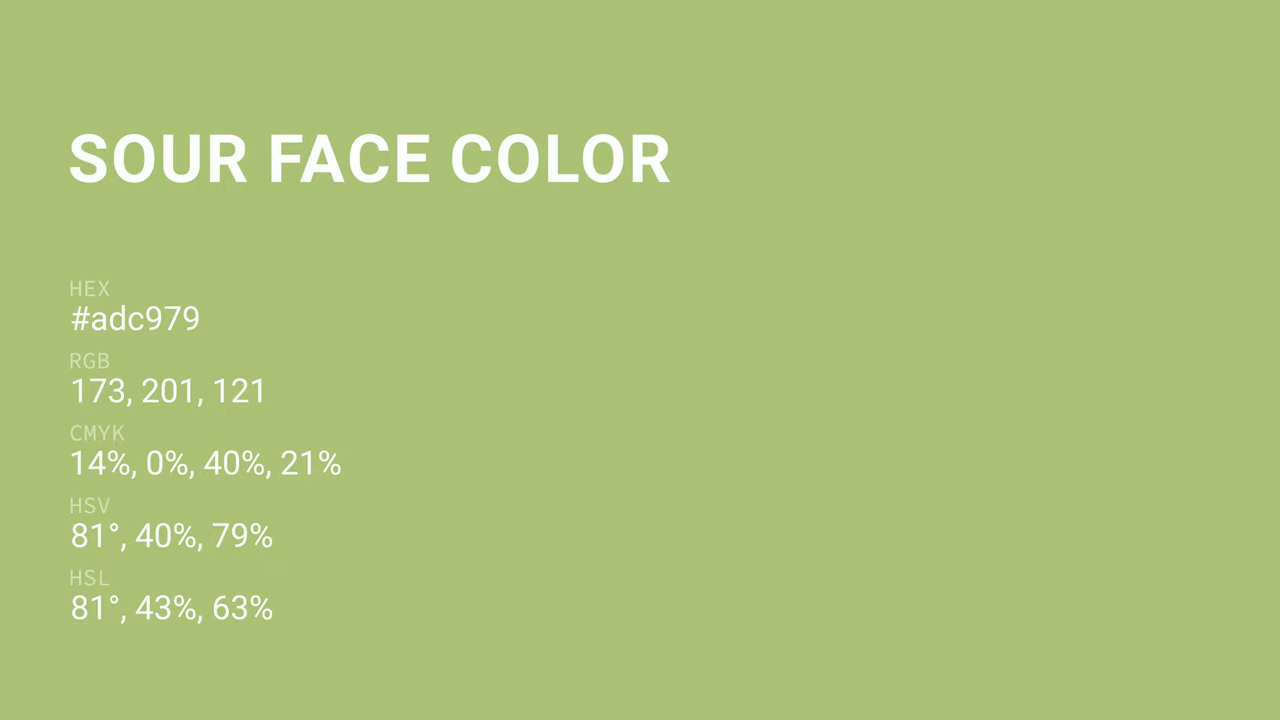 SOUR FACE COLOR
HEX
#adc979
RGB
173, 201, 121
CMYK
14%, 0%, 40%, 21%
HSV
81°, 40%, 79%
HSL
81°, 43%, 63%